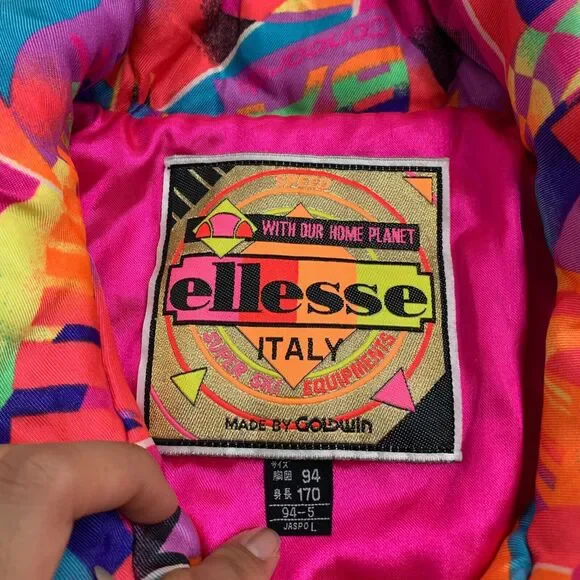 SPEED
WITH OUR HOME PLANET
ellesse
ITALY
SUPER SKI EQUIPMENTS
MADE BY GOLDWIN
サイズ
胸囲 94
身長 170
94-5
JASPO L